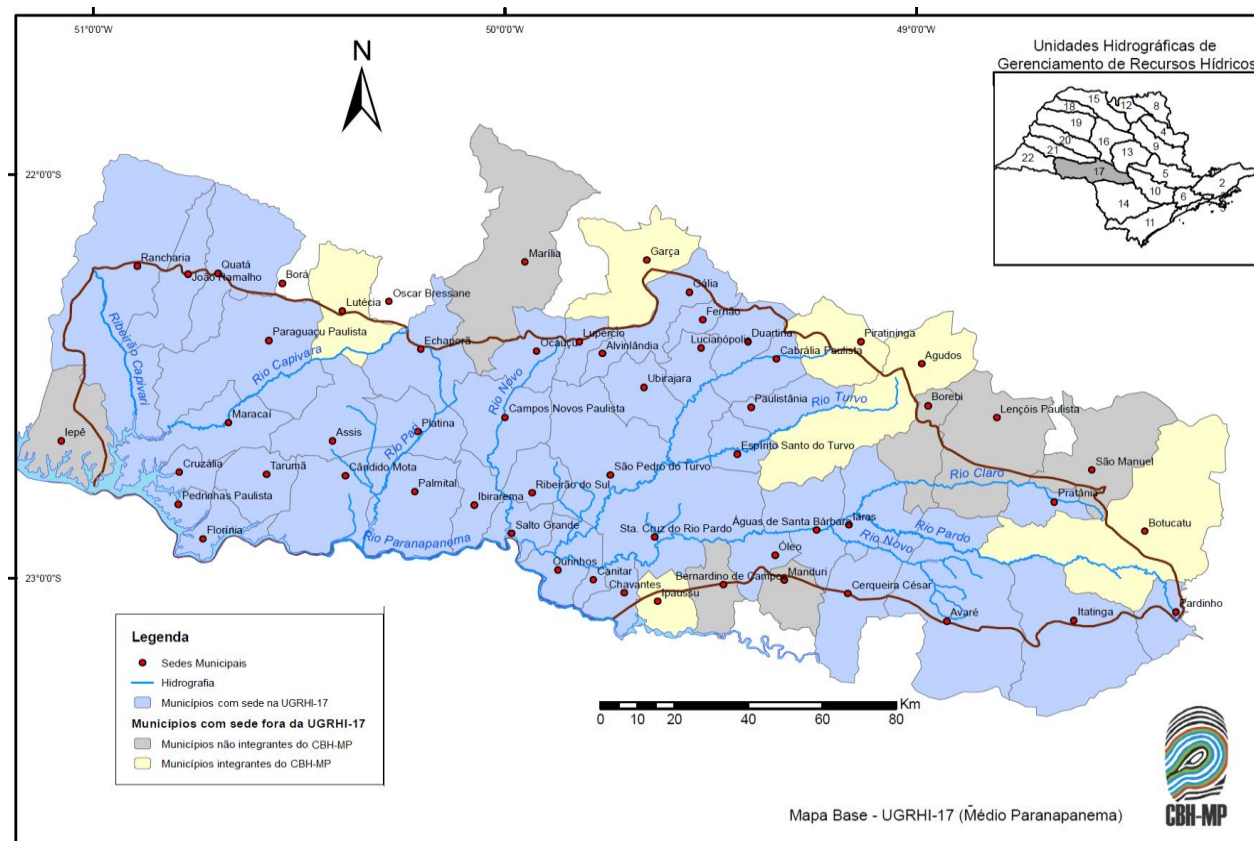 51°0'0"W
50°0'0"W
49°0'0"W
N
Unidades Hidrográficas de
Gerenciamento de Recursos Hídricos
15
12
8
18
19
4
16
9
20
13
21
22
5
17
2
10
6
14
11
22°0'0"S
23°0'0"S
Marília
Garça
Rancharia
João Ramalho
Quatá
Borá
Lutécia
Oscar Bressane
Gália
Fernão
Paraguaçu Paulista
Echaporã
Ocauçu
Lupércio
Alvinlândia
Lucianópolis
Duartina
Cabrália Paulista
Piratininga
Agudos
Ribeirão Capivari
Rio Capivara
Rio Novo
Ubirajara
Paulistânia
Rio Turvo
Borebi
Lençóis Paulista
Maracaí
Campos Novos Paulista
Iepê
Assis
Rio Pari
Platina
Espírito Santo do Turvo
São Manuel
Cruzália
Tarumã
Cândido Mota
São Pedro do Turvo
Rio Claro
Palmital
Ribeirão do Sul
Pedrinhas Paulista
Ibirarema
Pratânia
Florínia
Rio Paranapanema
Salto Grande
Sta. Cruz do Rio Pardo
Águas de Santa Bárbara
Iaras
Rio Pardo
Botucatu
Rio Novo
Óleo
Ourinhos
Canitar
Chavantes
Ipaussu
Bernardino de Campos
Manduri
Cerqueira César
Avaré
Itatinga
Pardinho
Legenda
Sedes Municipais
Hidrografia
Municípios com sede na UGRHI-17
Municípios com sede fora da UGRHI-17
Municípios não integrantes do CBH-MP
Municípios integrantes do CBH-MP
Km
0 10 20 40 60 80
Mapa Base - UGRHI-17 (Médio Paranapanema)
CBH-MP